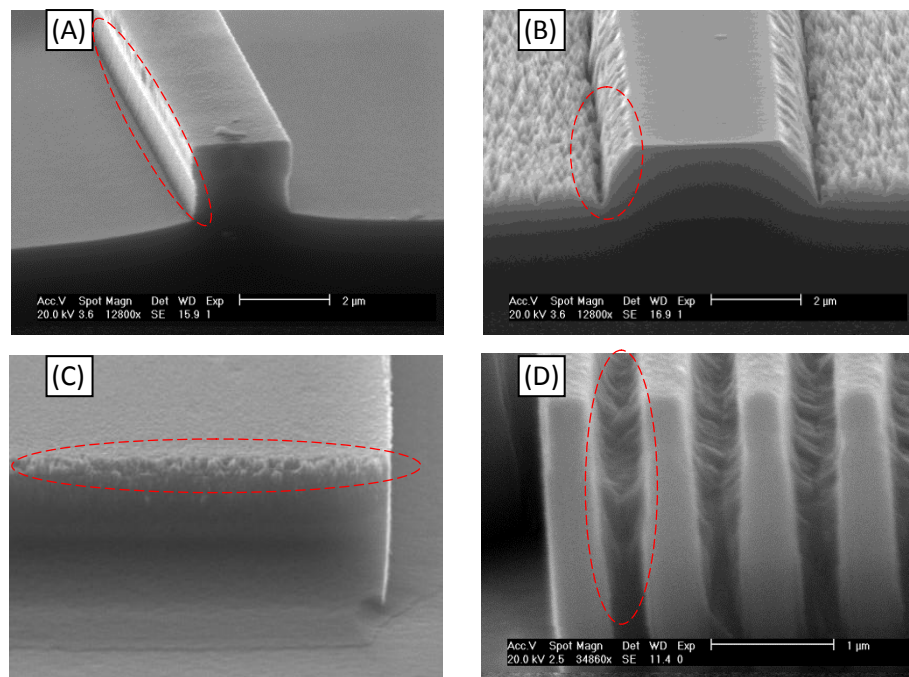 (A)
Acc.V Spot Magn Det WD Exp
20.0 kV 3.6 12800x SE 15.9 1
2 µm
(B)
Acc.V Spot Magn Det WD Exp
20.0 kV 3.6 12800x SE 16.9 1
2 µm
(C)
(D)
Acc.V Spot Magn Det WD Exp
20.0 kV 2.5 34860x SE 11.4 0
1 µm